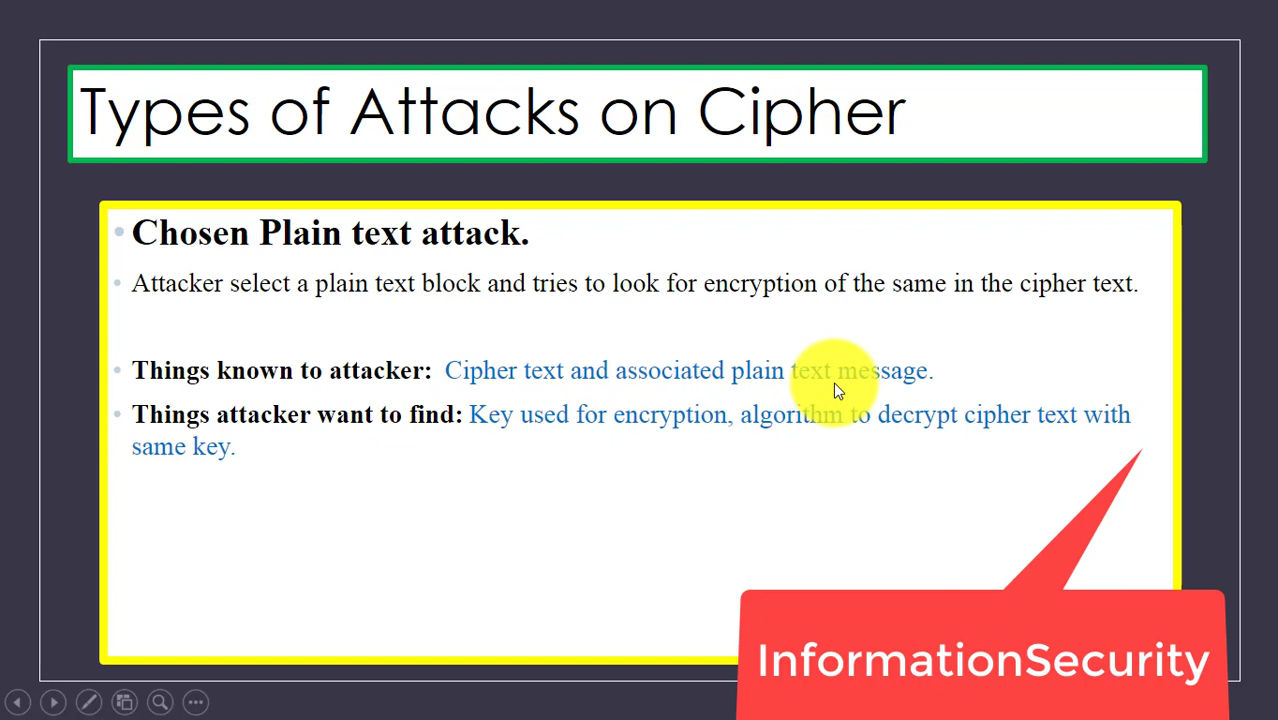 Types of Attacks on Cipher
Chosen Plain text attack.
Attacker select a plain text block and tries to look for encryption of the same in the cipher text.
Things known to attacker: Cipher text and associated plain text message.
Things attacker want to find: Key used for encryption, algorithm to decrypt cipher text with
same key.
InformationSecurity